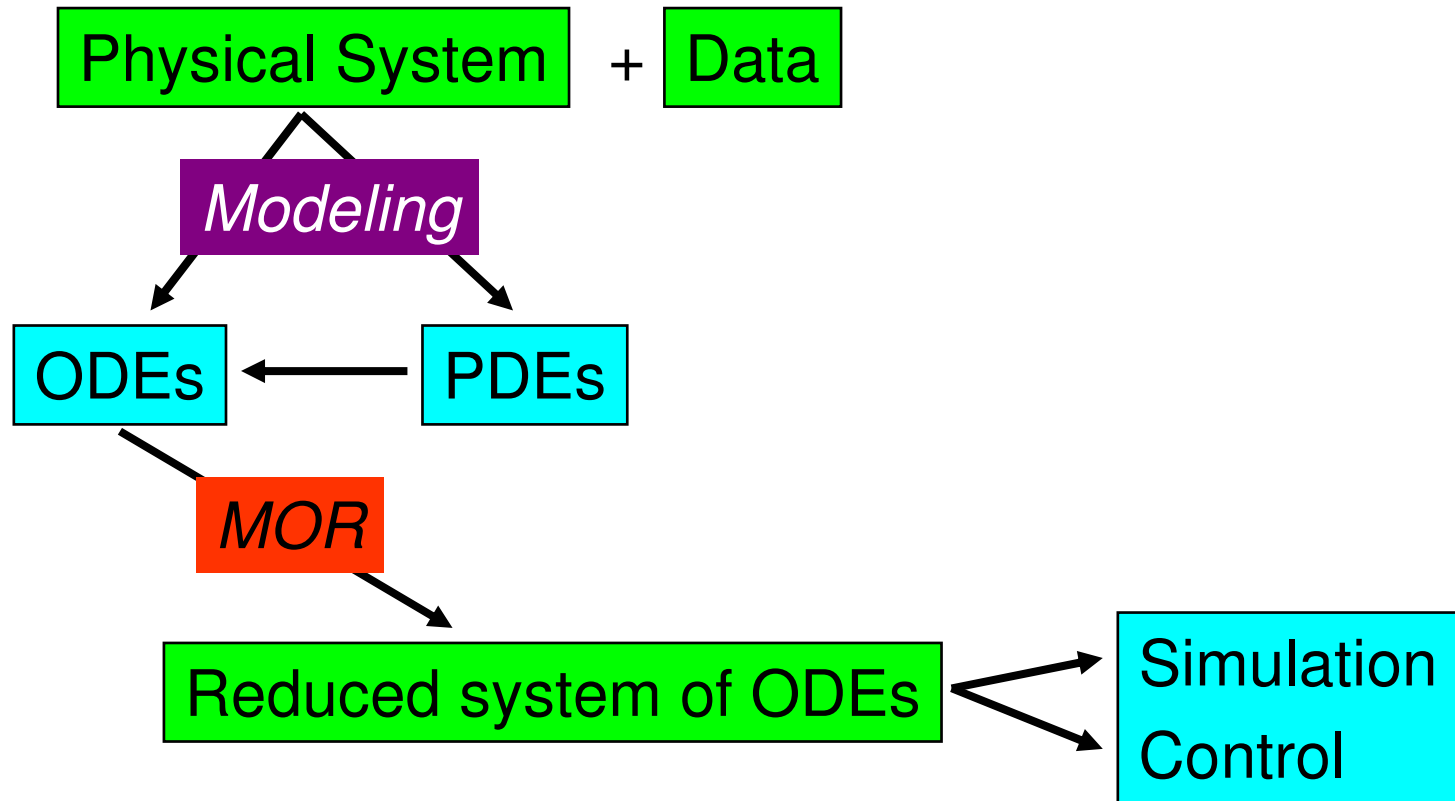 Physical System + Data
Modeling
ODEs PDEs
MOR
Reduced system of ODEs
Simulation
Control